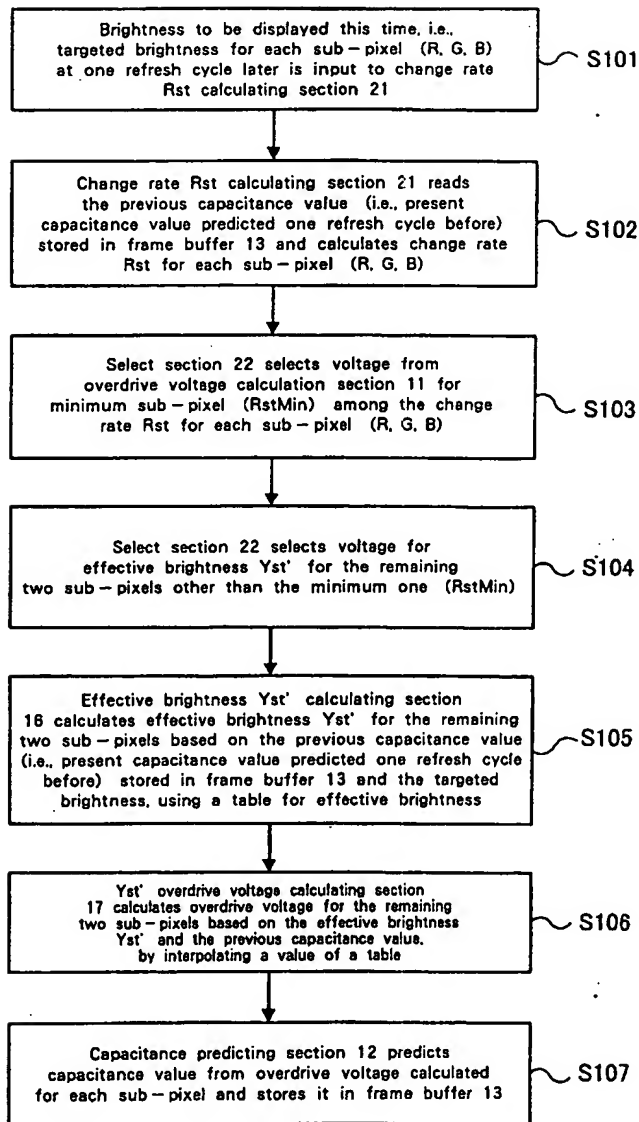 Brightness to be displayed this time, i.e.,
targeted brightness for each sub-pixel (R, G, B)
at one refresh cycle later is input to change rate
Rst calculating section 21
S101
Change rate Rst calculating section 21 reads
the previous capacitance value (i.e., present
capacitance value predicted one refresh cycle before)
stored in frame buffer 13 and calculates change rate
Rst for each sub-pixel (R, G, B)
S102
Select section 22 selects voltage from
overdrive voltage calculation section 11 for
minimum sub-pixel (RstMin) among the change
rate Rst for each sub-pixel (R, G, B)
S103
Select section 22 selects voltage for
effective brightness Yst' for the remaining
two sub-pixels other than the minimum one (RstMin)
S104
Effective brightness Yst' calculating section
16 calculates effective brightness Yst' for the remaining
two sub-pixels based on the previous capacitance value
(i.e., present capacitance value predicted one refresh cycle
before) stored in frame buffer 13 and the targeted
brightness, using a table for effective brightness
S105
Yst' overdrive voltage calculating section
17 calculates overdrive voltage for the remaining
two sub-pixels based on the effective brightness
Yst' and the previous capacitance value,
by interpolating a value of a table
S106
Capacitance predicting section 12 predicts
capacitance value from overdrive voltage calculated
for each sub-pixel and stores it in frame buffer 13
S107